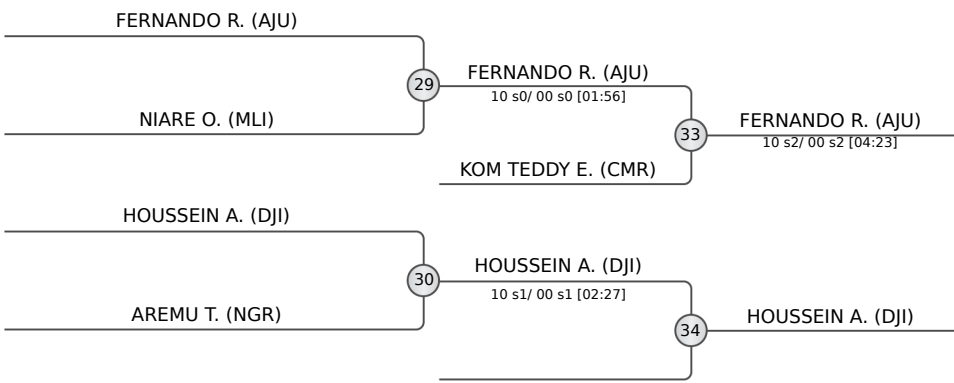 FERNANDO R. (AJU)
29
FERNANDO R. (AJU)
10 s0/ 00 s0 [01:56]
NIARE O. (MLI)
33
FERNANDO R. (AJU)
10 s2/ 00 s2 [04:23]
KOM TEDDY E. (CMR)
HOUSSEIN A. (DJI)
30
HOUSSEIN A. (DJI)
10 s1/ 00 s1 [02:27]
AREMU T. (NGR)
34
HOUSSEIN A. (DJI)